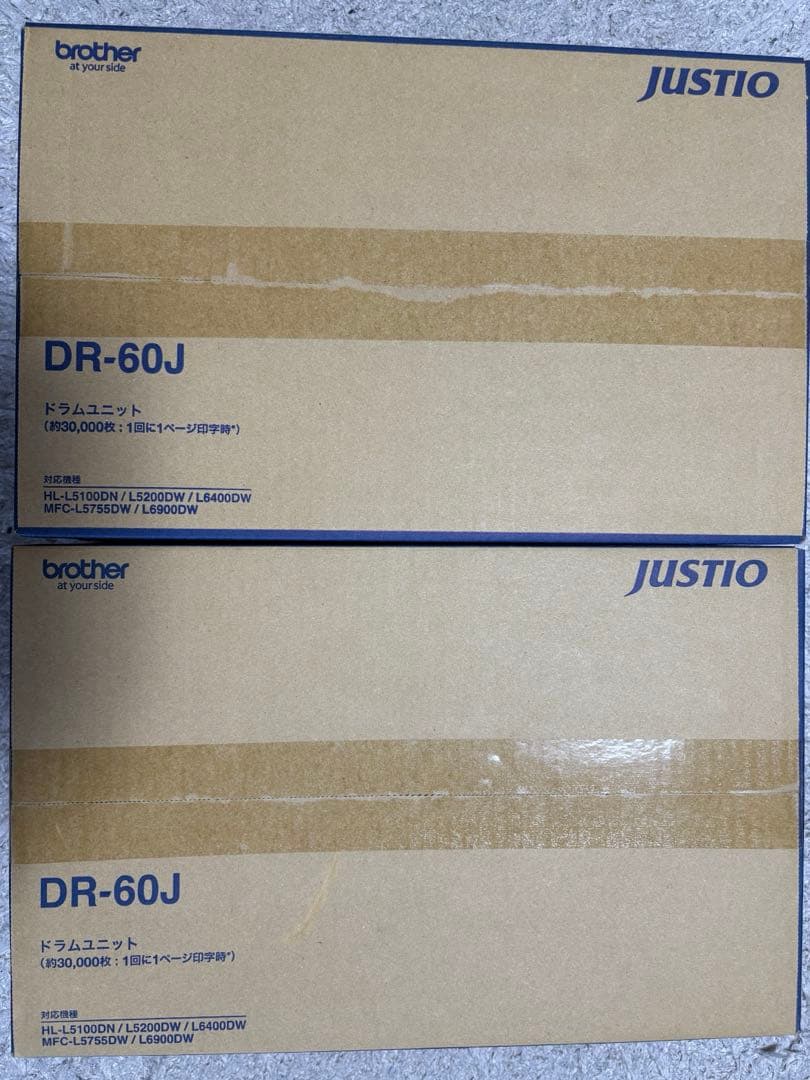 brother
at your side
JUSTIO
DR-60J
ドラムユニット
(約30,000枚:1回に1ページ印字時*)
対応機種
HL-L5100DN / L5200DW / L6400DW
MFC-L5755DW / L6900DW
brother
at your side
JUSTIO
DR-60J
ドラムユニット
(約30,000枚:1回に1ページ印字時*)
対応機種
HL-L5100DN / L5200DW / L6400DW
MFC-L5755DW / L6900DW